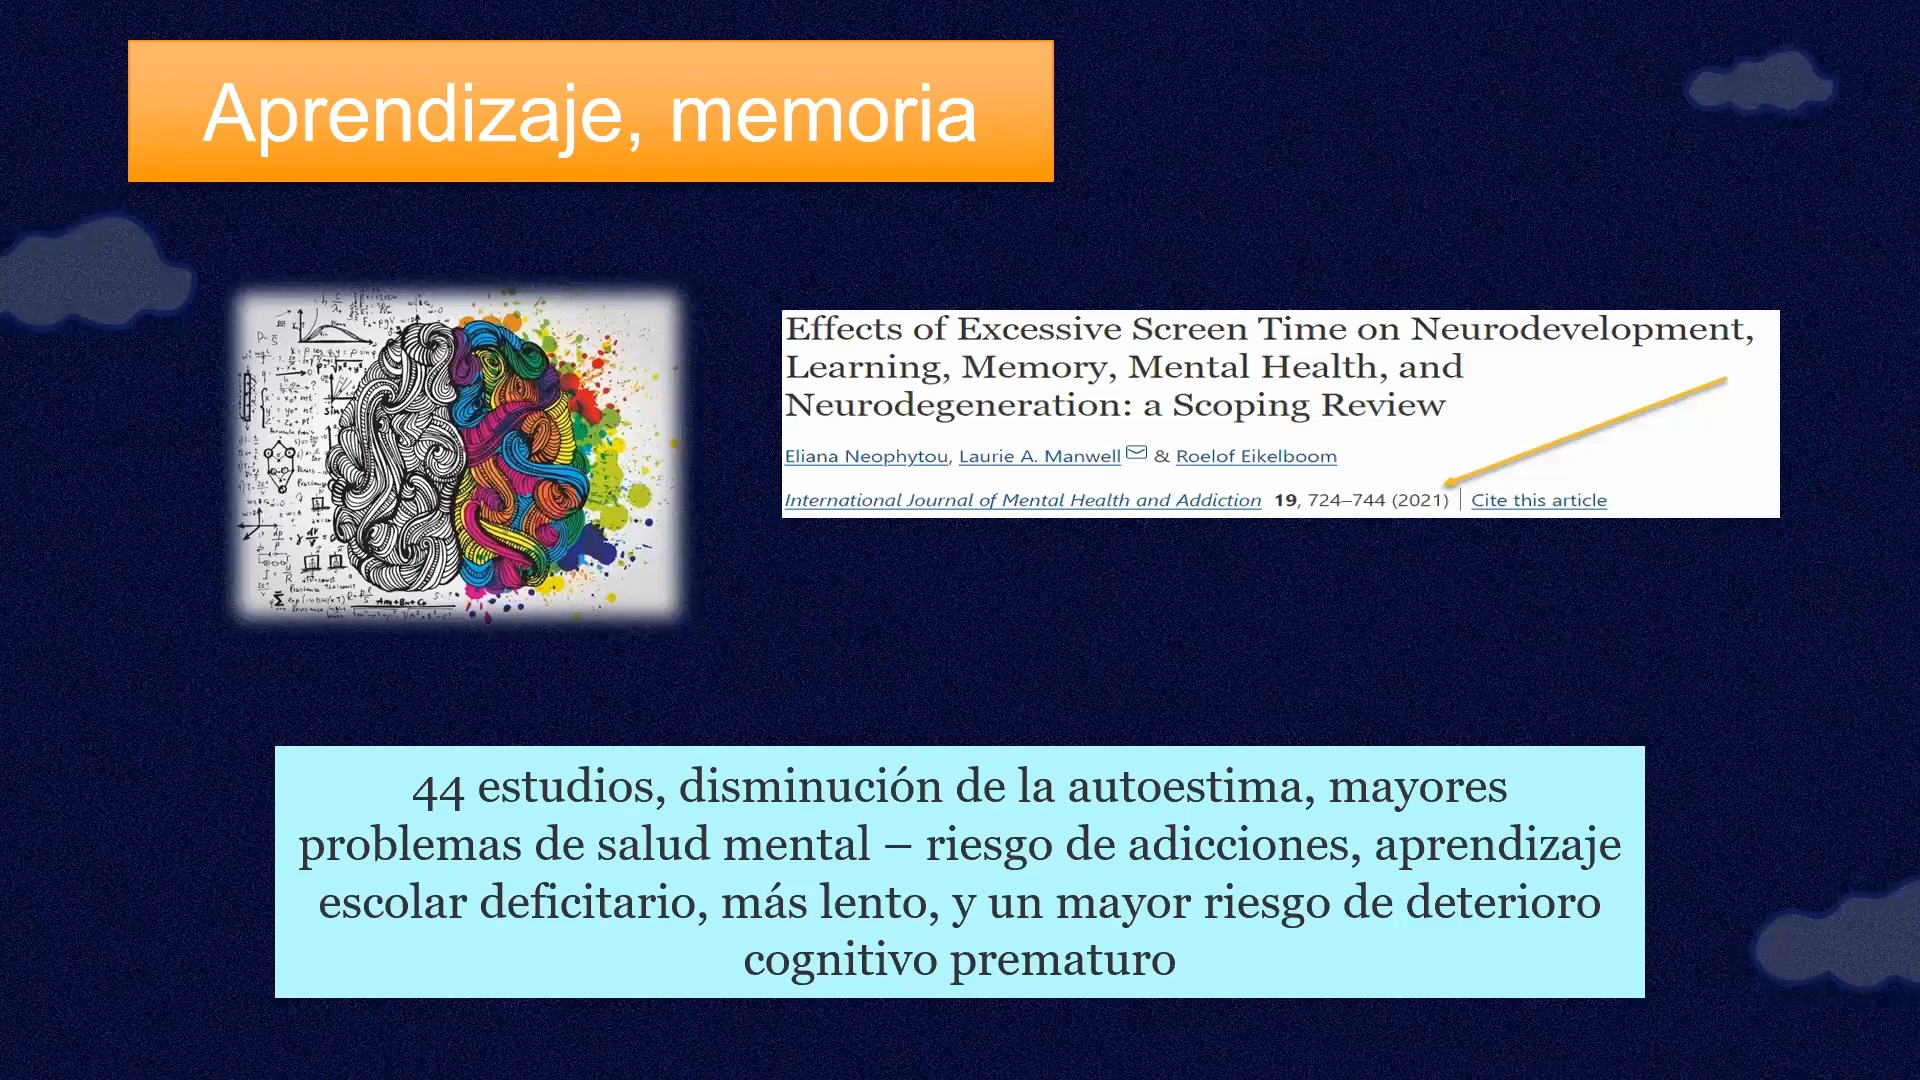 Aprendizaje, memoria
Effects of Excessive Screen Time on Neurodevelopment,
Learning, Memory, Mental Health, and
Neurodegeneration: a Scoping Review
Eliana Neophytou, Laurie A. Manwell & Roelof Eikelboom
International Journal of Mental Health and Addiction 19, 724–744 (2021) | Cite this article
44 estudios, disminución de la autoestima, mayores
problemas de salud mental – riesgo de adicciones, aprendizaje
escolar deficitario, más lento, y un mayor riesgo de deterioro
cognitivo prematuro